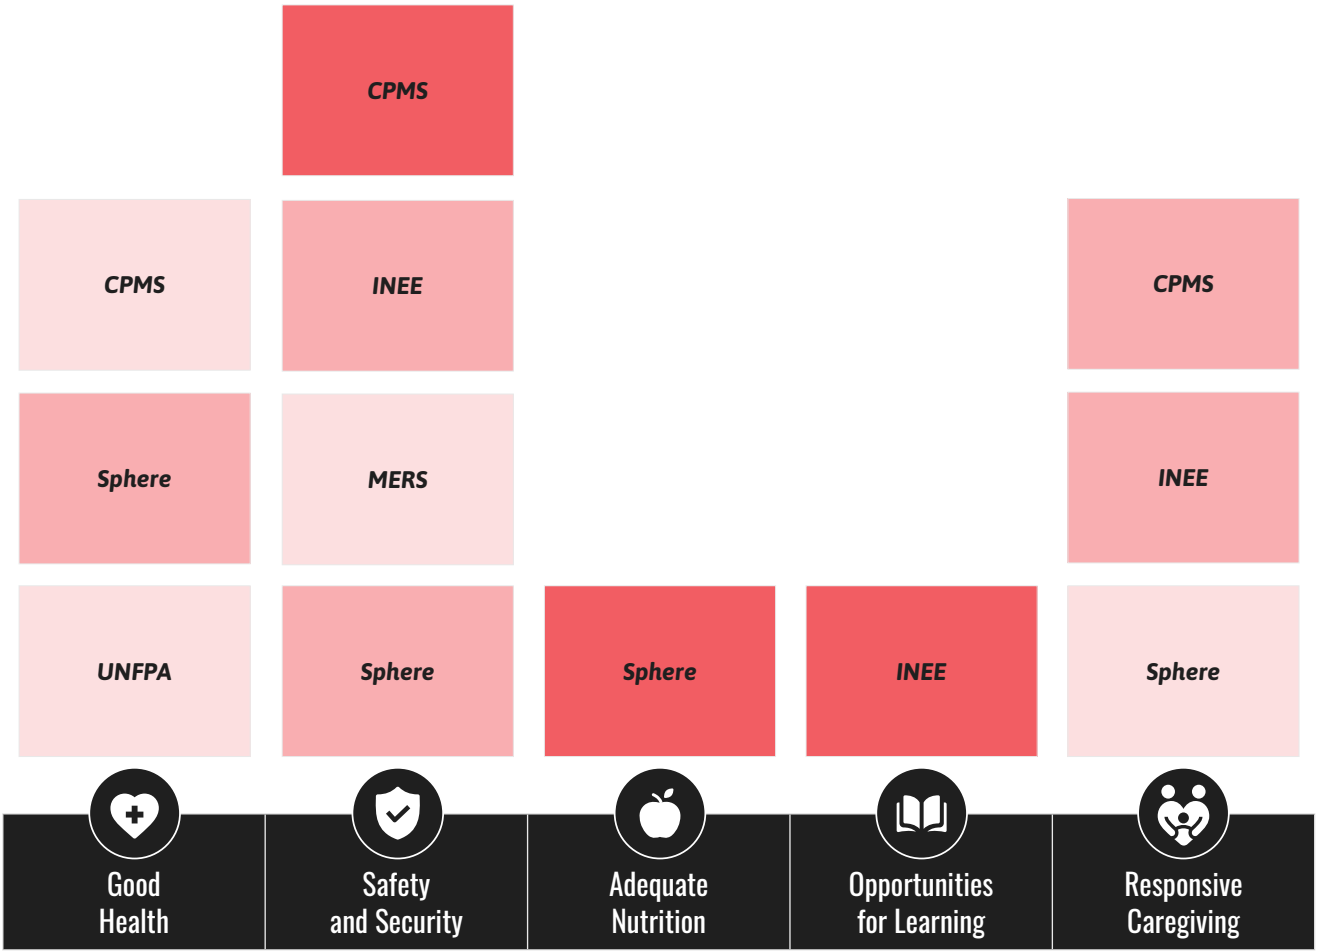 CPMS
CPMS
INEE
CPMS
Sphere
MERS
INEE
UNFPA
Sphere
Sphere
INEE
Sphere
Good
Health
Safety
and Security
Adequate
Nutrition
Opportunities
for Learning
Responsive
Caregiving